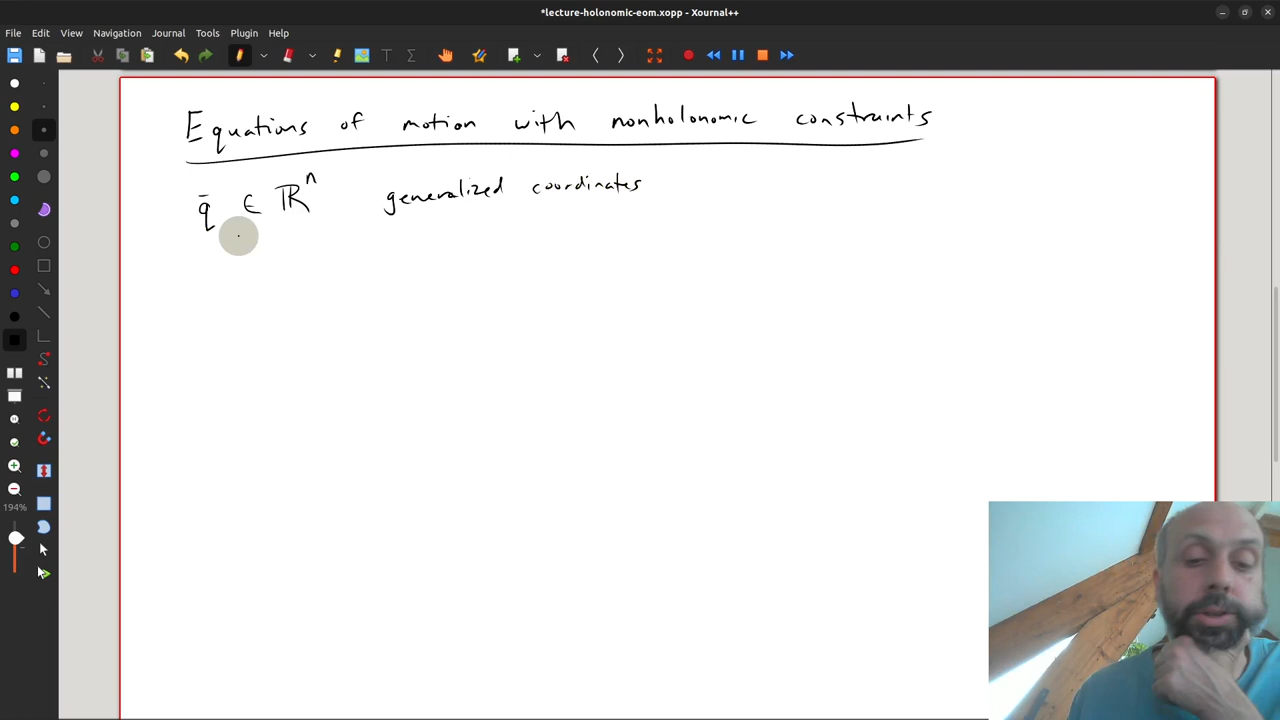 *lecture-holonomic-eom.xopp - Xournal++
File Edit View Navigation Journal Tools Plugin Help
Equations of motion with nonholonomic constraints
q̄ ∈ ℝⁿ generalized coordinates
194%